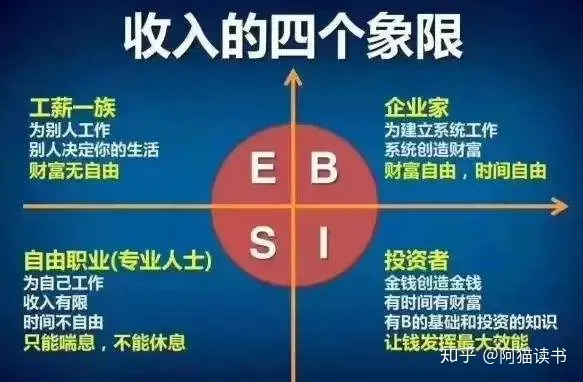 收入的四个象限
工薪一族
为别人工作
别人决定你的生活
财富无自由
企业家
为建立系统工作
系统创造财富
财富自由，时间自由
E B
S I
自由职业(专业人士)
为自己工作
收入有限
时间不自由
只能喘息，不能休息
投资者
金钱创造金钱
有时间有财富
有B的基础和投资的知识
让钱发挥最大效能
知乎 @阿猫读书